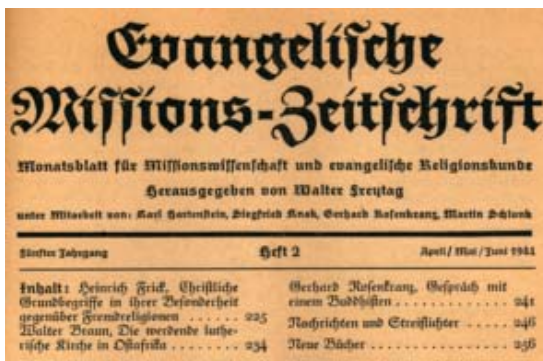 Evangelische
Missions-Zeitschrift
Monatsblatt für Missionswissenschaft und evangelische Religionskunde
Herausgegeben von Walter Freytag
unter Mitarbeit von: Karl Hartenstein, Siegfried Knak, Gerhard Rosenkranz, Martin Schlunk
Fünfter Jahrgang Heft 2 April / Mai / Juni 1944
Inhalt: Heinrich Frick, Christliche
Grundbegriffe in ihrer Besonderheit
gegenüber Fremdreligionen ..... 225
Walter Braun, Die werdende luthe-
rische Kirche in Ostafrika ..... 234
Gerhard Rosenkranz, Gespräch mit
einem Buddhisten ............ 241
Nachrichten und Streiflichter ..... 246
Neue Bücher ............... 256